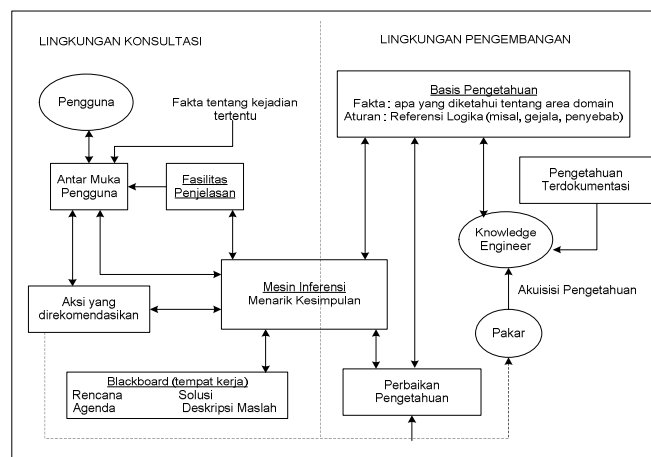 LINGKUNGAN KONSULTASI
LINGKUNGAN PENGEMBANGAN
Pengguna
Fakta tentang kejadian
tertentu
Antar Muka
Pengguna
Fasilitas
Penjelasan
Aksi yang
direkomendasikan
Mesin Inferensi
Menarik Kesimpulan
Blackboard (tempat kerja)
Rencana Solusi
Agenda Deskripsi Maslah
Basis Pengetahuan
Fakta : apa yang diketahui tentang area domain
Aturan : Referensi Logika (misal, gejala, penyebab)
Pengetahuan
Terdokumentasi
Knowledge
Engineer
Akuisisi Pengetahuan
Pakar
Perbaikan
Pengetahuan